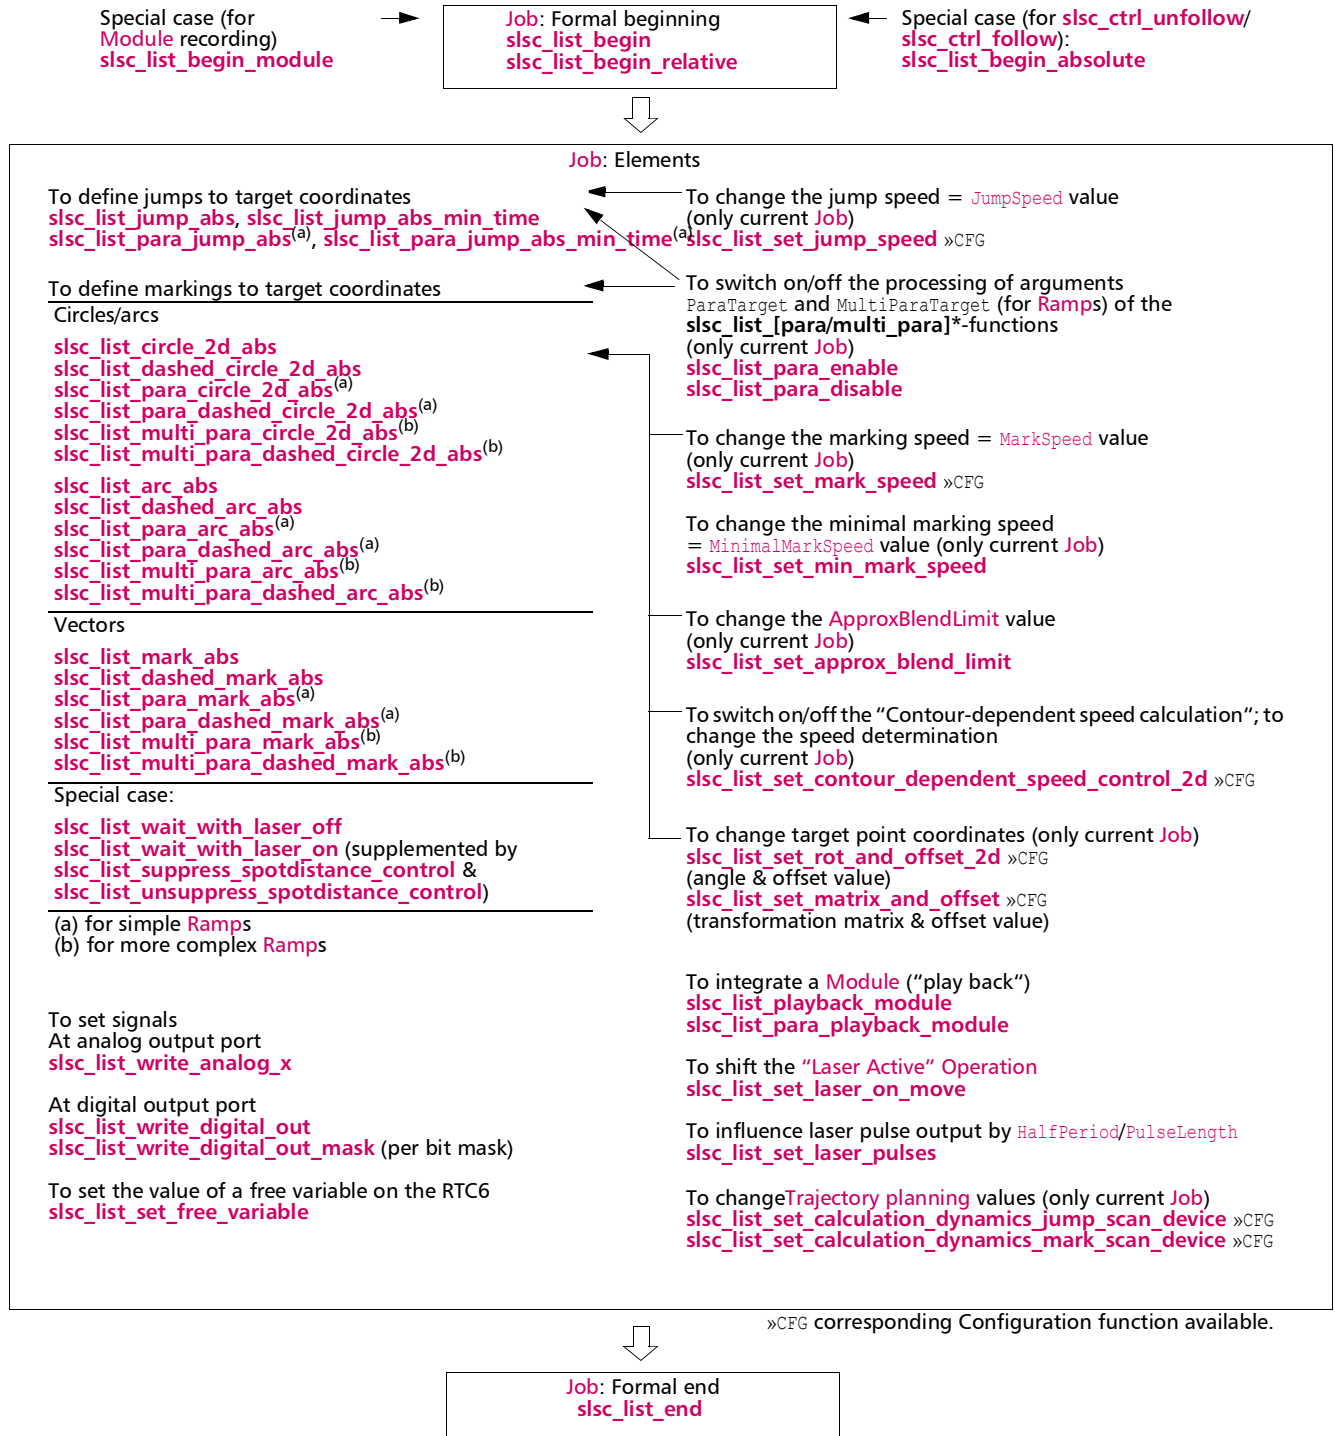 Special case (for
Module recording)
slsc_list_begin_module
Job: Formal beginning
slsc_list_begin
slsc_list_begin_relative
Special case (for slsc_ctrl_unfollow/
slsc_ctrl_follow):
slsc_list_begin_absolute
Job: Elements
To define jumps to target coordinates
slsc_list_jump_abs, slsc_list_jump_abs_min_time
slsc_list_para_jump_abs(a), slsc_list_para_jump_abs_min_time(a)
To define markings to target coordinates
Circles/arcs
slsc_list_circle_2d_abs
slsc_list_dashed_circle_2d_abs
slsc_list_para_circle_2d_abs(a)
slsc_list_para_dashed_circle_2d_abs(a)
slsc_list_multi_para_circle_2d_abs(b)
slsc_list_multi_para_dashed_circle_2d_abs(b)
slsc_list_arc_abs
slsc_list_dashed_arc_abs
slsc_list_para_arc_abs(a)
slsc_list_para_dashed_arc_abs(a)
slsc_list_multi_para_arc_abs(b)
slsc_list_multi_para_dashed_arc_abs(b)
Vectors
slsc_list_mark_abs
slsc_list_dashed_mark_abs
slsc_list_para_mark_abs(a)
slsc_list_para_dashed_mark_abs(a)
slsc_list_multi_para_mark_abs(b)
slsc_list_multi_para_dashed_mark_abs(b)
Special case:
slsc_list_wait_with_laser_off
slsc_list_wait_with_laser_on (supplemented by
slsc_list_suppress_spotdistance_control &
slsc_list_unsuppress_spotdistance_control)
(a) for simple Ramps
(b) for more complex Ramps
To set signals
At analog output port
slsc_list_write_analog_x
At digital output port
slsc_list_write_digital_out
slsc_list_write_digital_out_mask (per bit mask)
To set the value of a free variable on the RTC6
slsc_list_set_free_variable
To change the jump speed = JumpSpeed value
(only current Job)
slsc_list_set_jump_speed »CFG
To switch on/off the processing of arguments
ParaTarget and MultiParaTarget (for Ramps) of the
slsc_list_[para/multi_para]*-functions
(only current Job)
slsc_list_para_enable
slsc_list_para_disable
To change the marking speed = MarkSpeed value
(only current Job)
slsc_list_set_mark_speed »CFG
To change the minimal marking speed
= MinimalMarkSpeed value (only current Job)
slsc_list_set_min_mark_speed
To change the ApproxBlendLimit value
(only current Job)
slsc_list_set_approx_blend_limit
To switch on/off the “Contour-dependent speed calculation“; to
change the speed determination
(only current Job)
slsc_list_set_contour_dependent_speed_control_2d »CFG
To change target point coordinates (only current Job)
slsc_list_set_rot_and_offset_2d »CFG
(angle & offset value)
slsc_list_set_matrix_and_offset »CFG
(transformation matrix & offset value)
To integrate a Module (“play back“)
slsc_list_playback_module
slsc_list_para_playback_module
To shift the “Laser Active” Operation
slsc_list_set_laser_on_move
To influence laser pulse output by HalfPeriod/PulseLength
slsc_list_set_laser_pulses
To changeTrajectory planning values (only current Job)
slsc_list_set_calculation_dynamics_jump_scan_device »CFG
slsc_list_set_calculation_dynamics_mark_scan_device »CFG
»CFG corresponding Configuration function available.
Job: Formal end
slsc_list_end